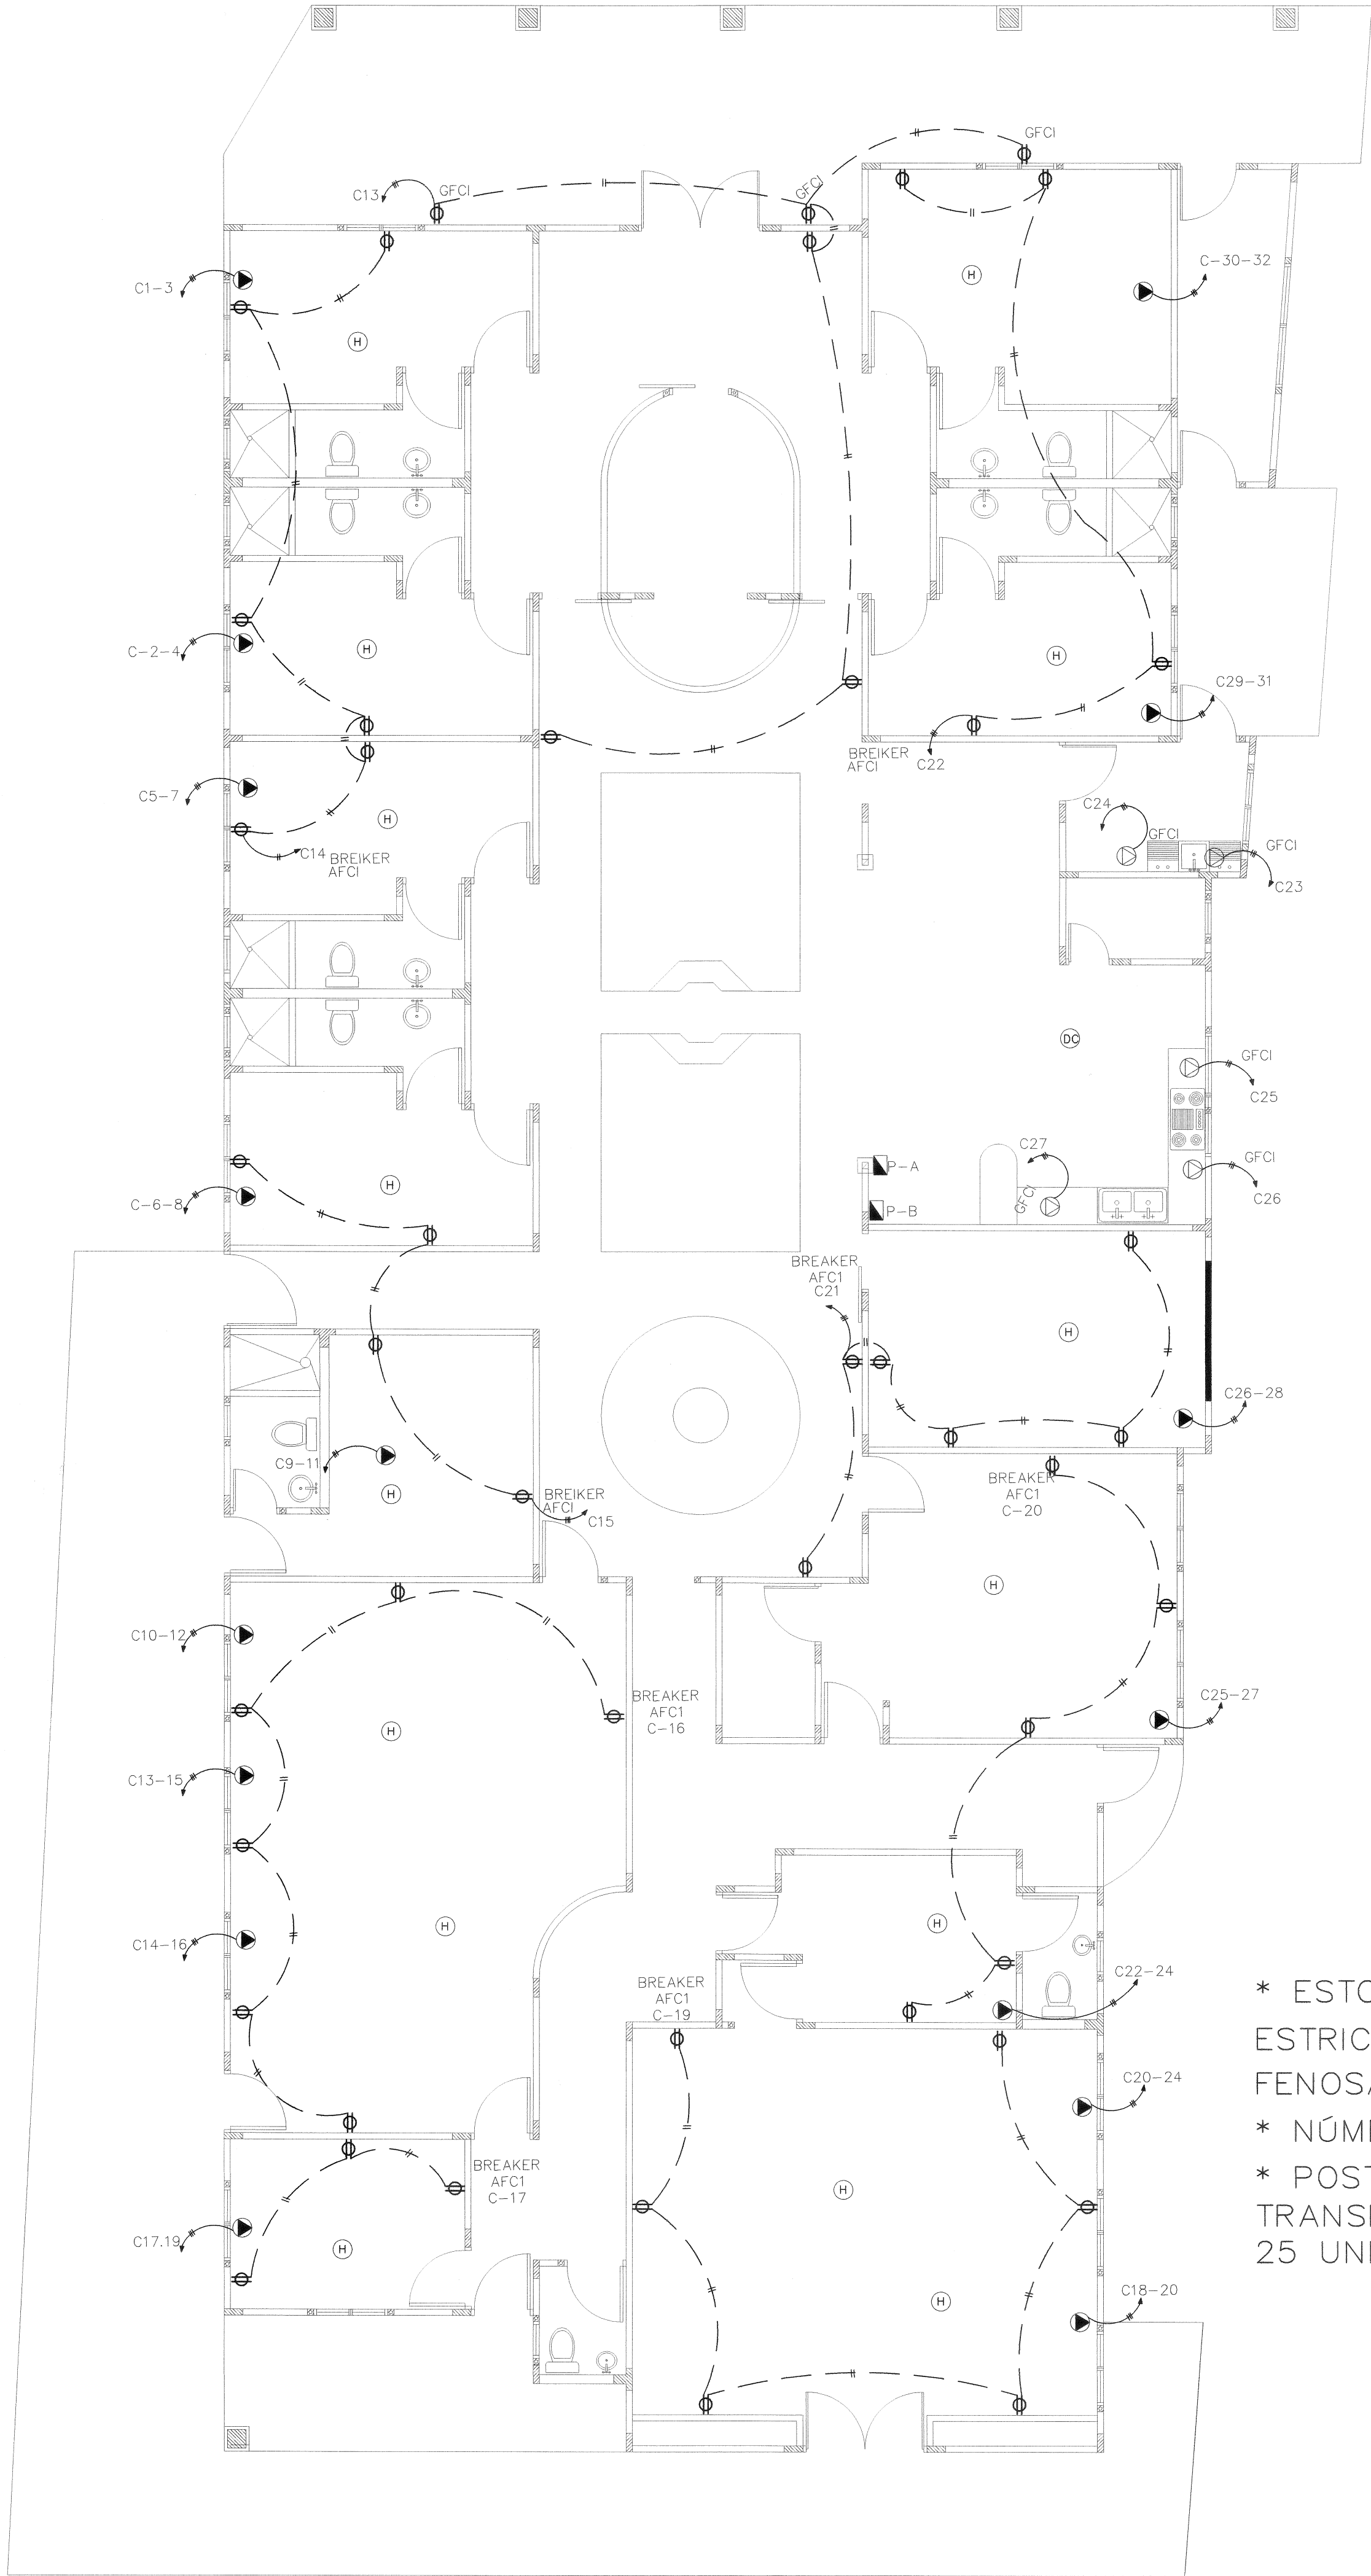 GFCI
C13
GFCI
GFCI
C1-3
C-30-32
H
H
C-2-4
H
H
C29-31
BREIKER
AFCI
C22
C5-7
H
C24
GFCI
GFCI
C23
C14
BREIKER
AFCI
DC
GFCI
C25
C27
P-A
GFCI
C26
C-6-8
H
GFCI
P-B
BREAKER
AFC1
C21
H
C26-28
C9-11
H
BREIKER
AFCI
C15
BREAKER
AFC1
C-20
H
C10-12
BREAKER
AFC1
C-16
C25-27
H
C13-15
C14-16
H
H
BREAKER
AFC1
C-19
C22-24
* 
ESTRIC
FENOSA
* NÚM
* POST
TRANS
25 UN
C20-24
BREAKER
AFC1
C-17
H
C17.19
H
H
C18-20